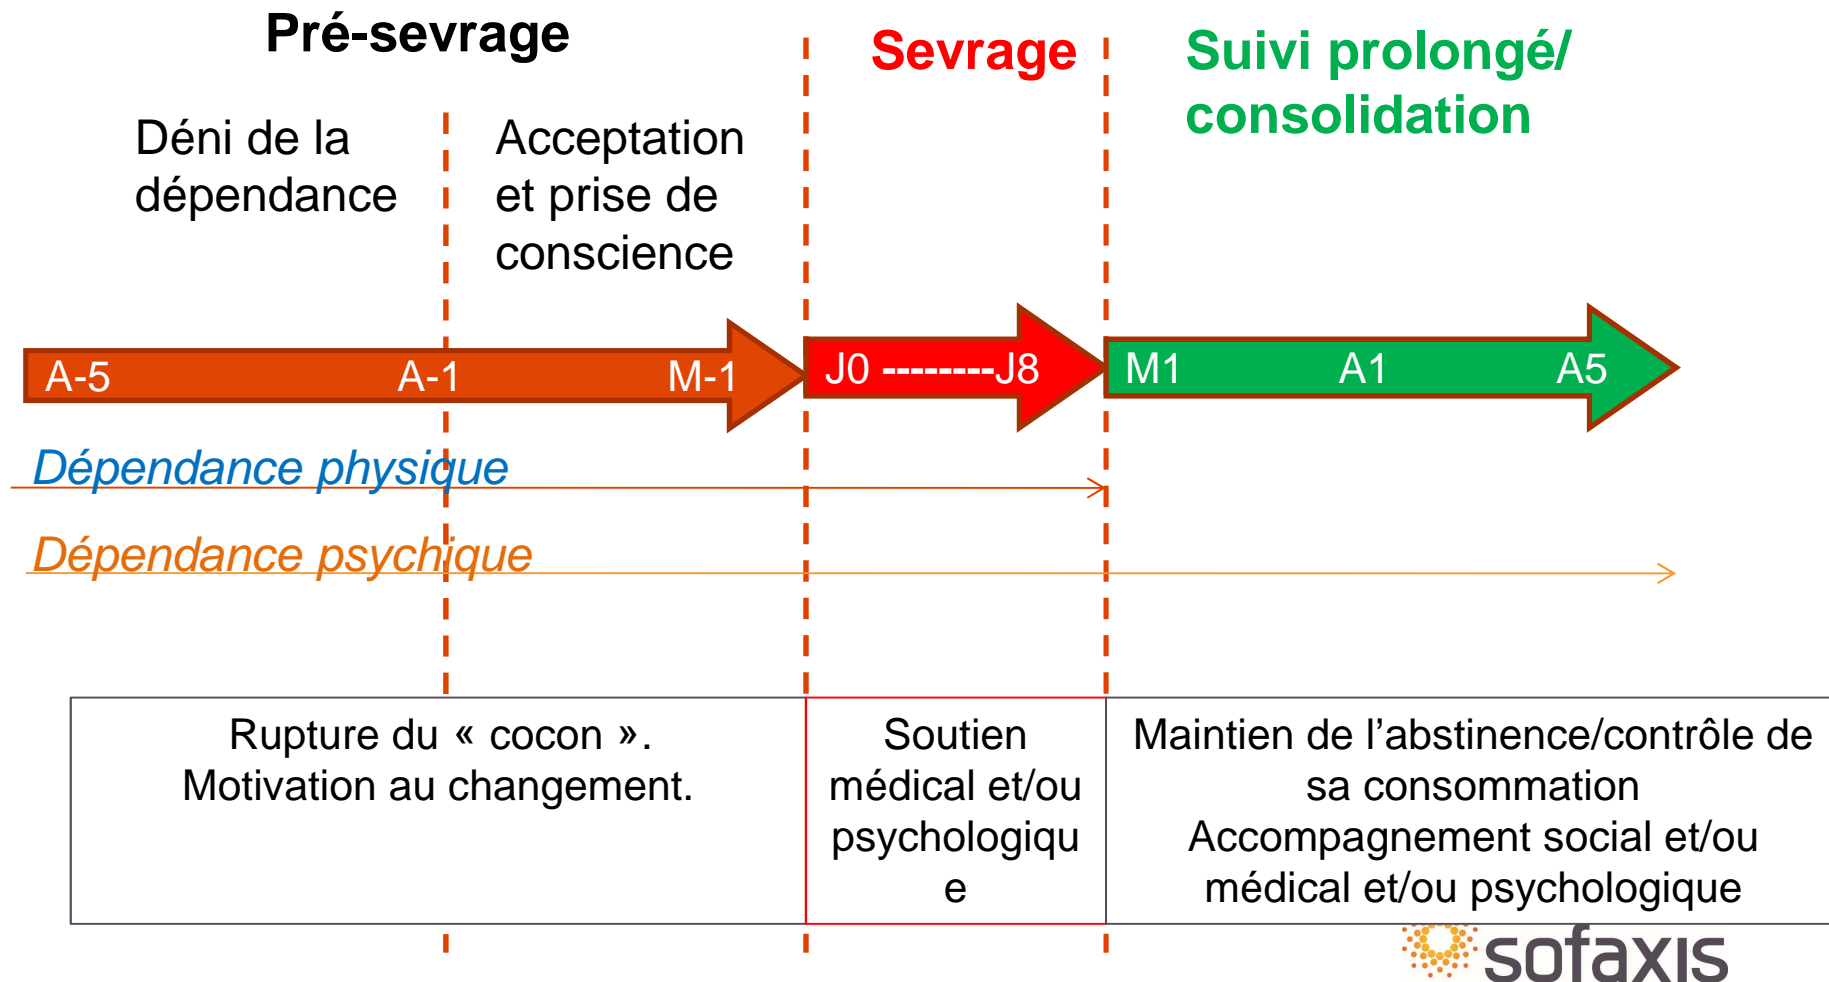 Pré-sevrage
Sevrage
Suivi prolongé/
consolidation
Déni de la
dépendance
Acceptation
et prise de
conscience
A-5 A-1 M-1
J0 --------J8
M1 A1 A5
Dépendance physique
Dépendance psychique
Rupture du « cocon ».
Motivation au changement.
Soutien
médical et/ou
psychologiqu
e
Maintien de l’abstinence/contrôle de
sa consommation
Accompagnement social et/ou
médical et/ou psychologique
sofaxis